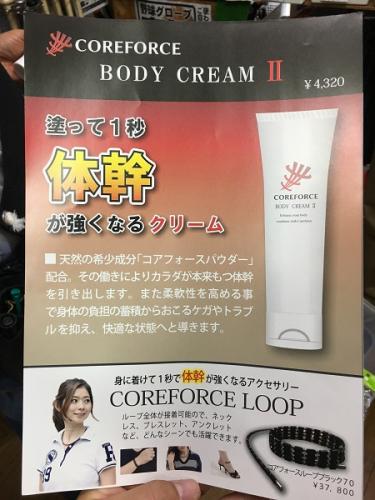 野球グローブ
COREFORCE
BODY CREAM Ⅱ
￥4,320
塗って１秒
体幹
が強くなるクリーム
COREFORCE
BODY CREAM Ⅱ
■ 天然の希少成分「コアフォースパウダー」
配合。その働きによりカラダが本来もつ体幹
を引き出します。また柔軟性を高める事
で身体の負担の蓄積からおこるケガやトラブ
ルを抑え、快適な状態へと導きます。
身に着けて１秒で体幹が強くなるアクセサリー
COREFORCE LOOP
ループ全体が接着可能ので、ネック
レス、ブレスレット、アンクレット
など、どんなシーンでも活躍できます。
コアフォースループブラック70
￥37, 800